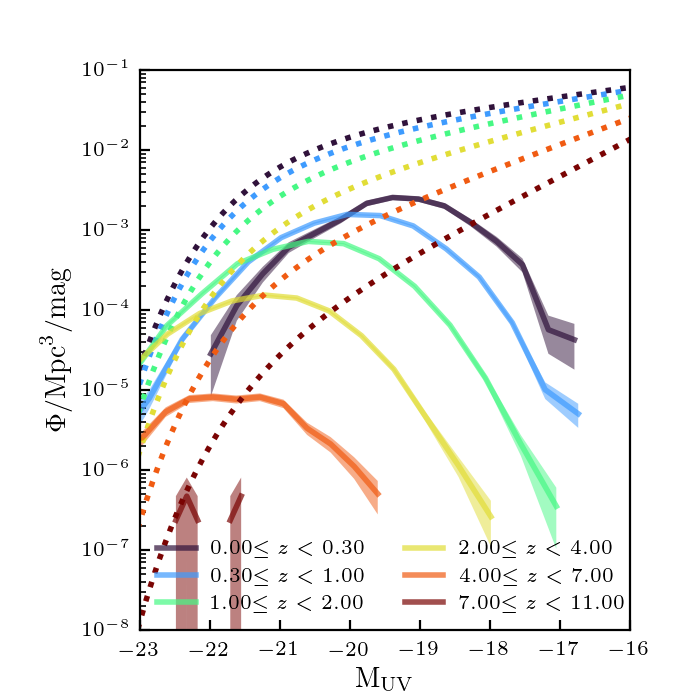 10⁻¹
10⁻²
10⁻³
10⁻⁴
10⁻⁵
10⁻⁶
10⁻⁷
10⁻⁸
Φ/Mpc³/mag
0.00≤ z < 0.30
0.30≤ z < 1.00
1.00≤ z < 2.00
2.00≤ z < 4.00
4.00≤ z < 7.00
7.00≤ z < 11.00
−23 −22 −21 −20 −19 −18 −17 −16
M_UV